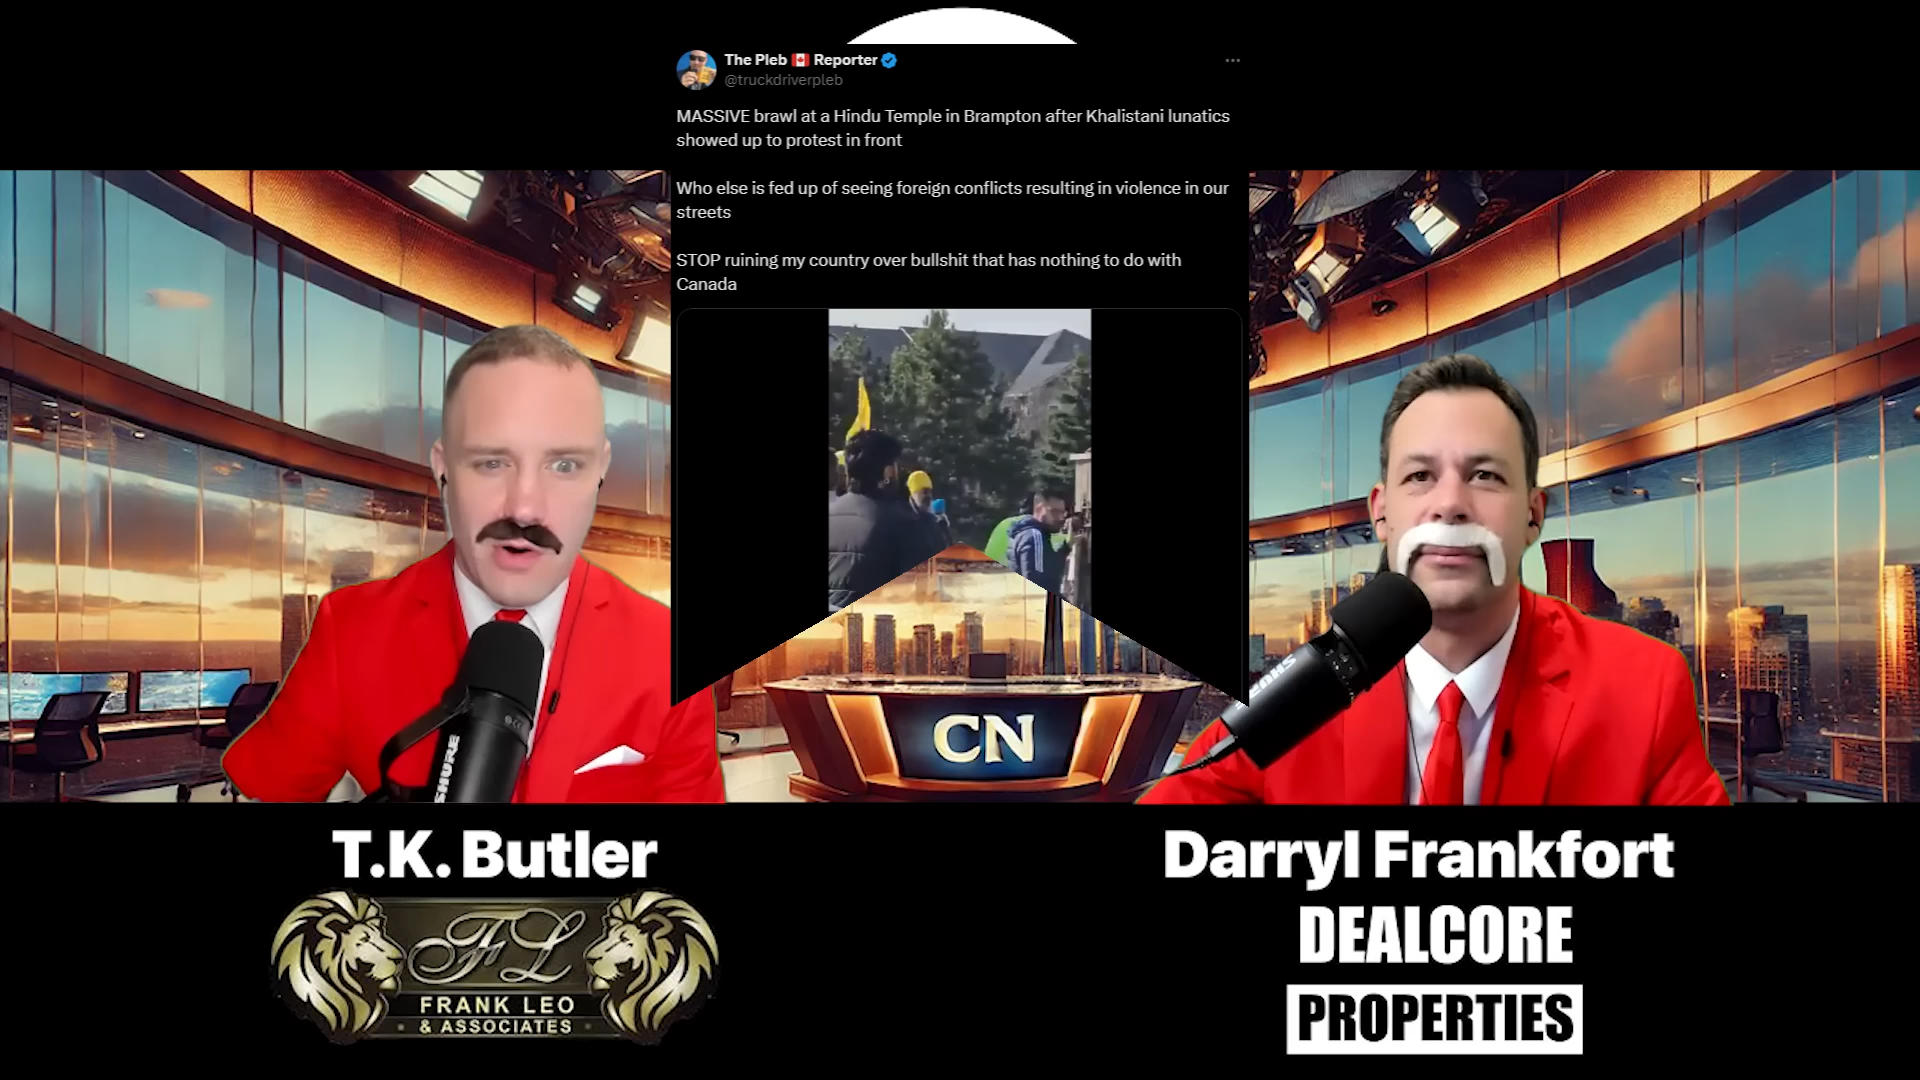 The Pleb 🇨🇦 Reporter
@truckdriverpleb
MASSIVE brawl at a Hindu Temple in Brampton after Khalistani lunatics
showed up to protest in front
Who else is fed up of seeing foreign conflicts resulting in violence in our
streets
STOP ruining my country over bullshit that has nothing to do with
Canada
CN
SHURE
SHURE
T.K. Butler
FL
FRANK LEO
& ASSOCIATES
Darryl Frankfort
DEALCORE
PROPERTIES